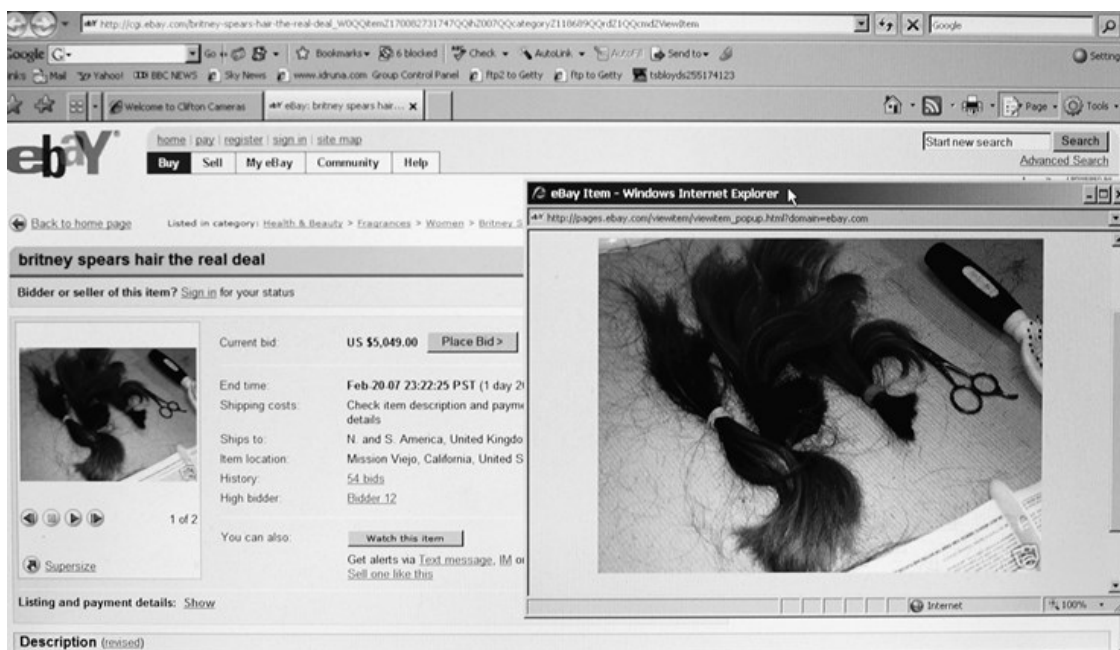 http://cgi.ebay.com/britney-spears-hair-the-real-deal_W0QQitemZ170082731747QQihZ007QQcategoryZ118689QQrdZ1QQcmdZViewItem
Google
Google G
Go
Bookmarks
6 blocked
Check
AutoLink
AutoFill
Send to
Setting
Mail
Yahoo!
BBC NEWS
Sky News
www.idruna.com Group Control Panel
ftp2 to Getty
ftp to Getty
tsbloyds255174123
Welcome to Clifton Cameras
eBay: britney spears hair...
Page
Tools
ebaY
home | pay | register | sign in | site map
Buy Sell My eBay Community Help
Start new search
Search
Advanced Search
Back to home page
Listed in category: Health & Beauty > Fragrances > Women > Britney S
britney spears hair the real deal
Bidder or seller of this item? Sign in for your status
Current bid: US $5,049.00 Place Bid >
End time: Feb-20-07 23:22:25 PST (1 day 2
Shipping costs: Check item description and payme
details
Ships to: N. and S. America, United Kingdo
Item location: Mission Viejo, California, United S
History: 54 bids
High bidder: Bidder 12
1 of 2
Supersize
You can also: Watch this item
Get alerts via Text message, IM o
Sell one like this
Listing and payment details: Show
Description (revised)
eBay Item - Windows Internet Explorer
http://pages.ebay.com/viewitem/viewitem_popup.html?domain=ebay.com
Internet
100%